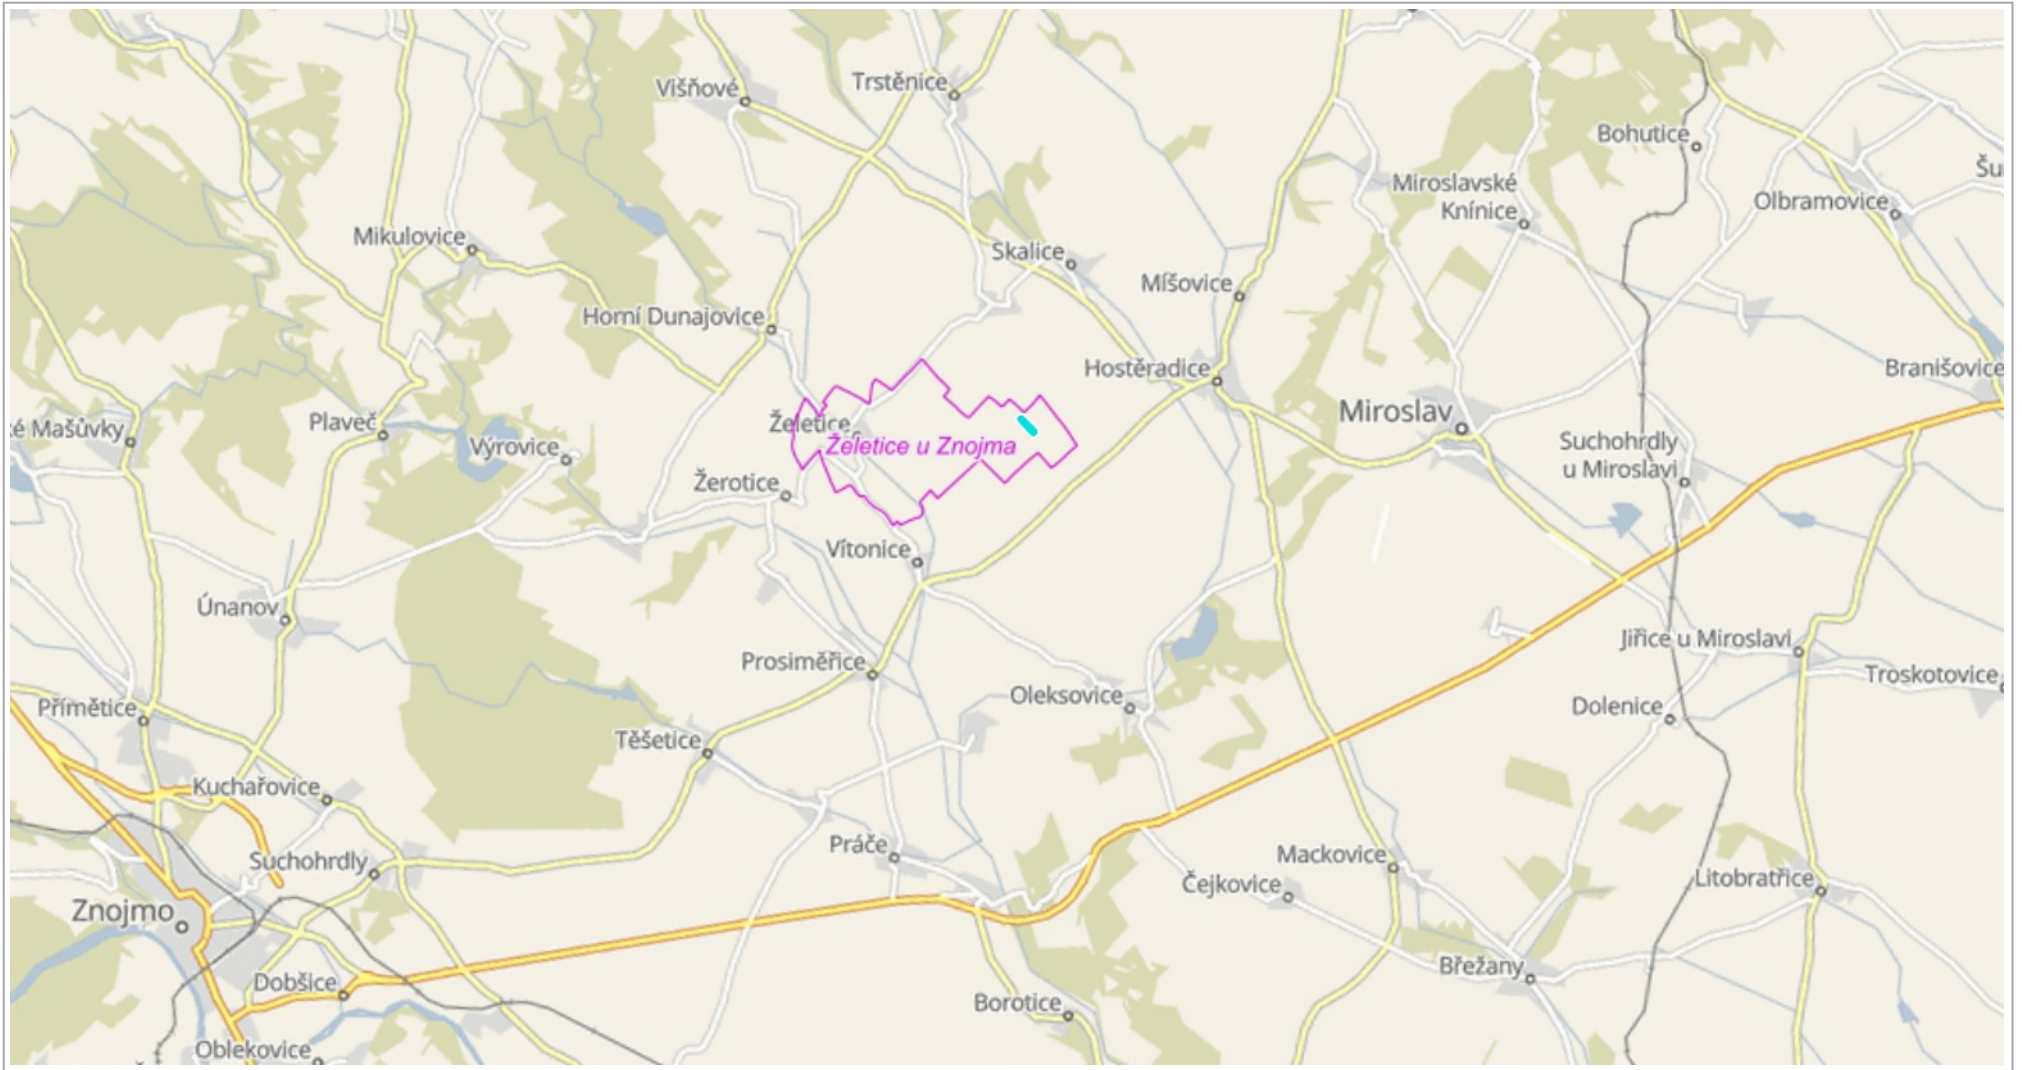 Višňové
Trstěnice
Bohutice
Šu
Miroslavské
Knínice
Olbramovice
Mikulovice
Skalice
Míšovice
Horní Dunajovice
Hostěradice
Branišovice
Miroslav
Želetice
Plaveč
ké Mašůvky
Výrovice
Želetice u Znojma
Suchohrdly
u Miroslavi
Žerotice
Vítonice
Únanov
Jiřice u Miroslavi
Prosiměřice
Troskotovice
Oleksovice
Přímětice
Dolenice
Těšetice
Kuchařovice
Práče
Mackovice
Suchohrdly
Čejkovice
Litobratřice
Znojmo
Břežany
Dobšice
Borotice
Oblekovice